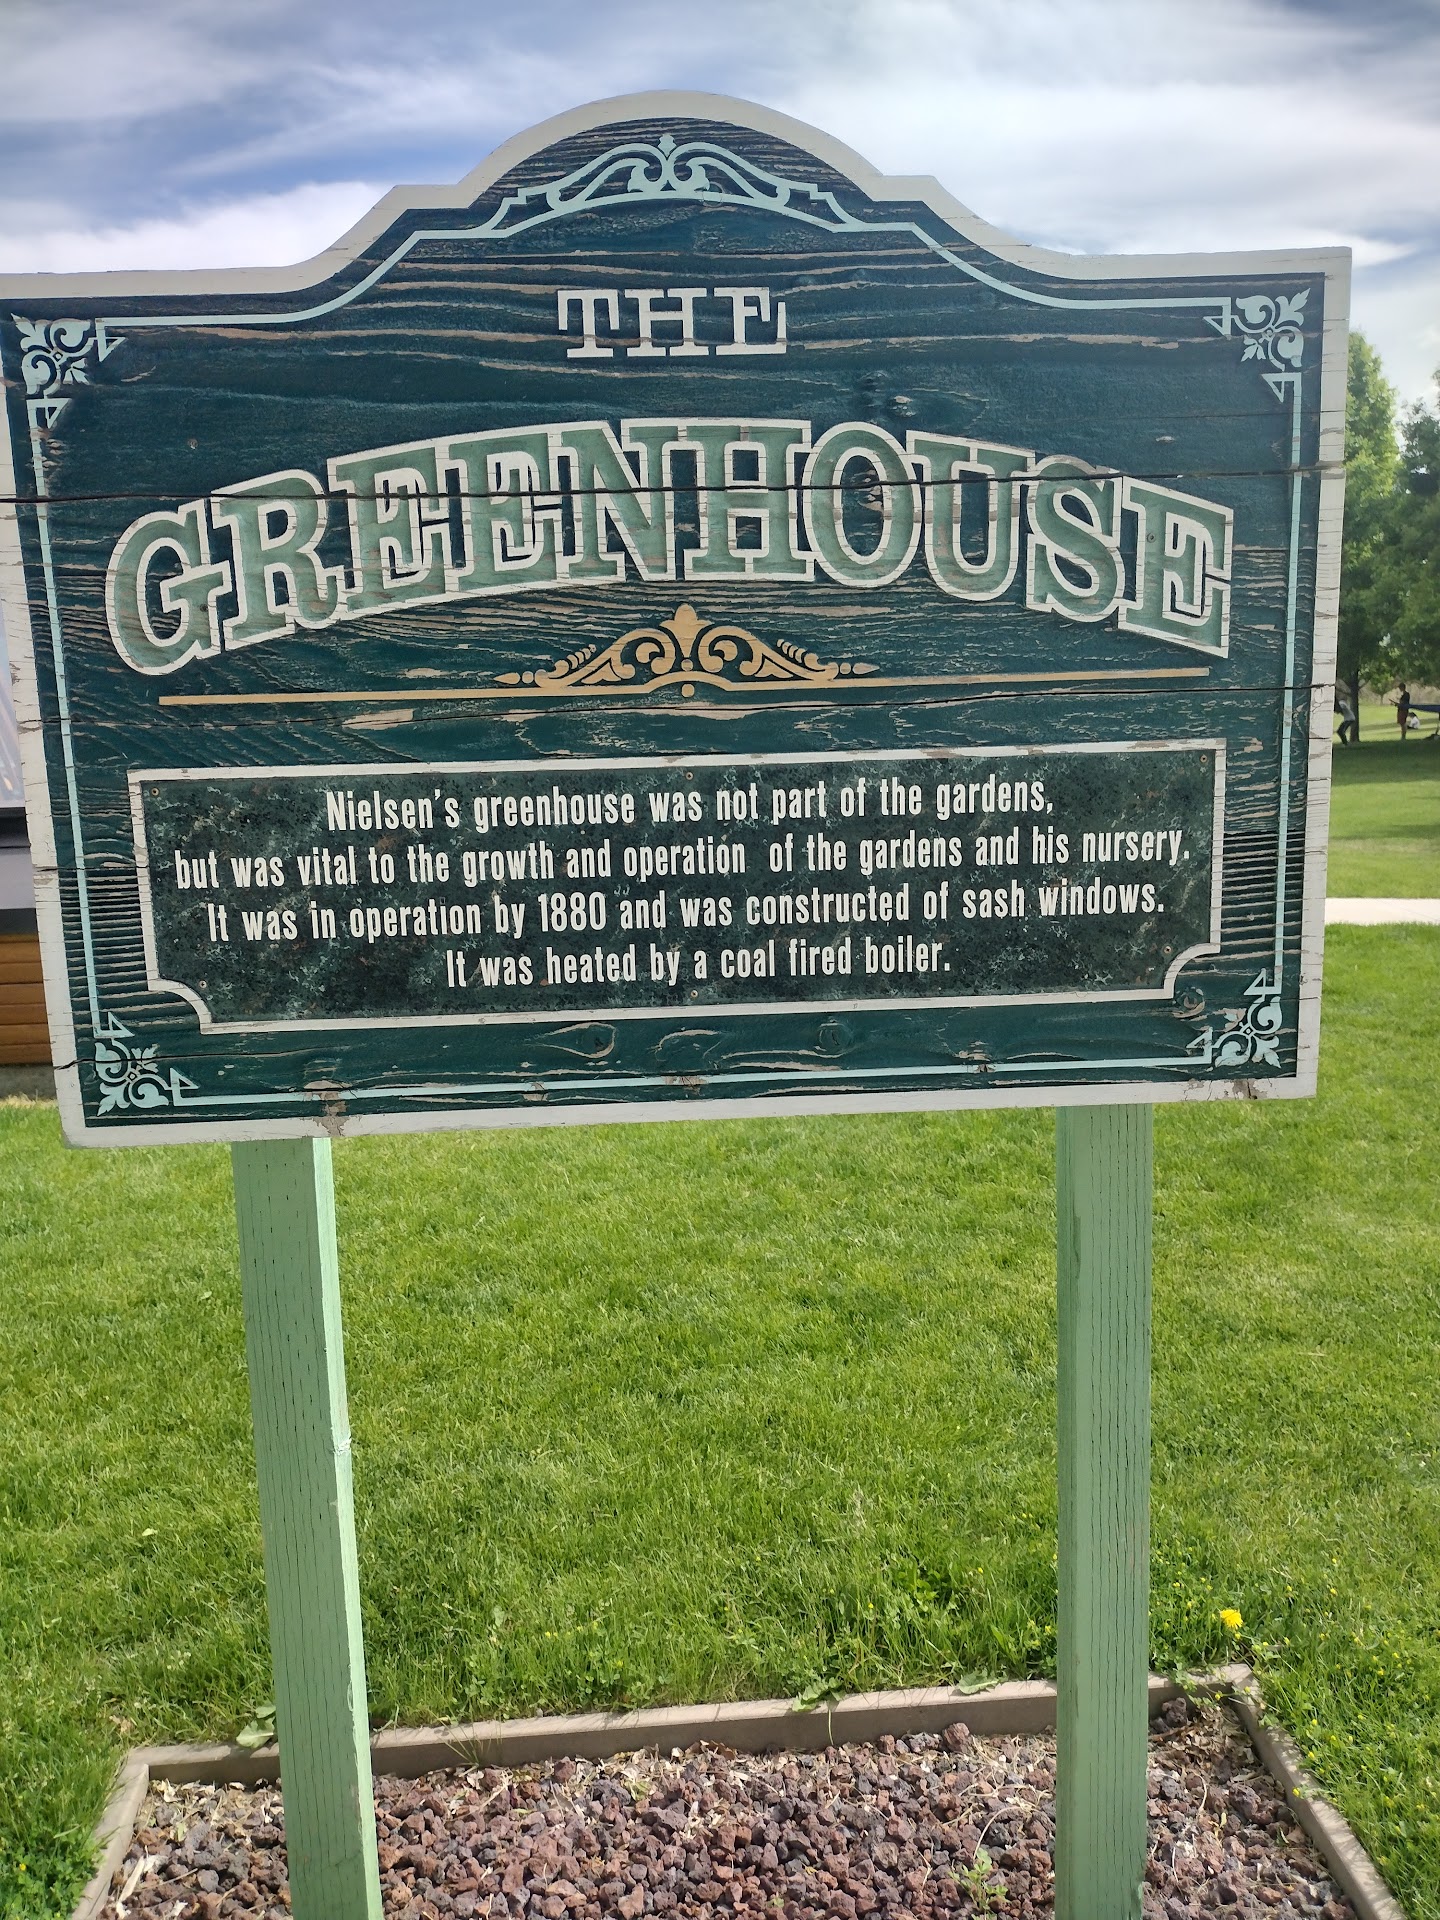 THE
GREENHOUSE
Nielsen's greenhouse was not part of the gardens,
but was vital to the growth and operation of the gardens and his nursery.
It was in operation by 1880 and was constructed of sash windows.
It was heated by a coal fired boiler.